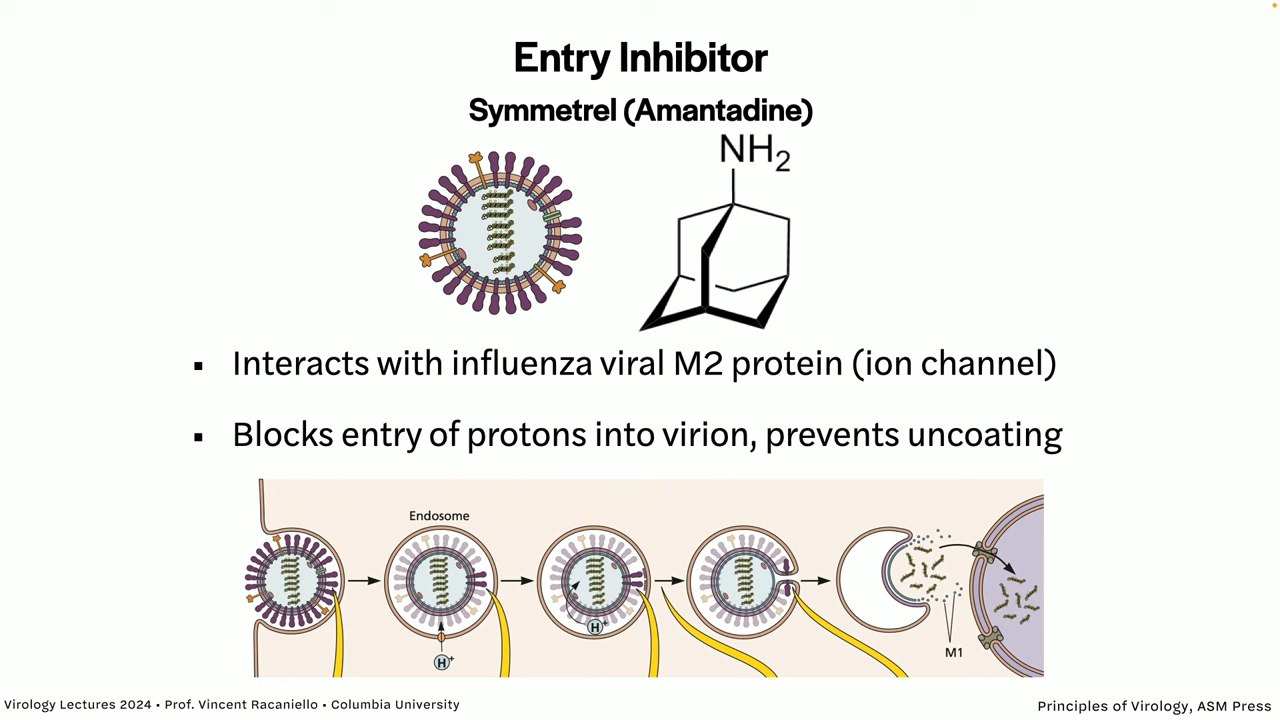 Entry Inhibitor
Symmetrel (Amantadine)
NH2
▪ Interacts with influenza viral M2 protein (ion channel)
▪ Blocks entry of protons into virion, prevents uncoating
Endosome
H+
H+
M1
Virology Lectures 2024 • Prof. Vincent Racaniello • Columbia University
Principles of Virology, ASM Press